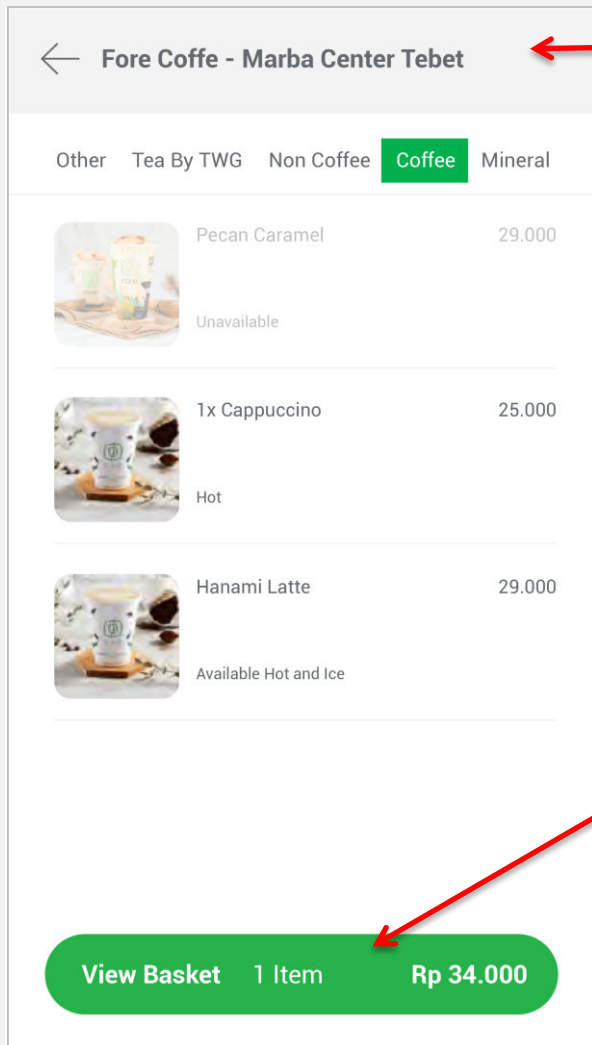 Fore Coffe - Marba Center Tebet
Other Tea By TWG Non Coffee Coffee Mineral
Pecan Caramel 29.000
Unavailable
1x Cappuccino 25.000
Hot
Hanami Latte 29.000
Available Hot and Ice
View Basket 1 Item Rp 34.000